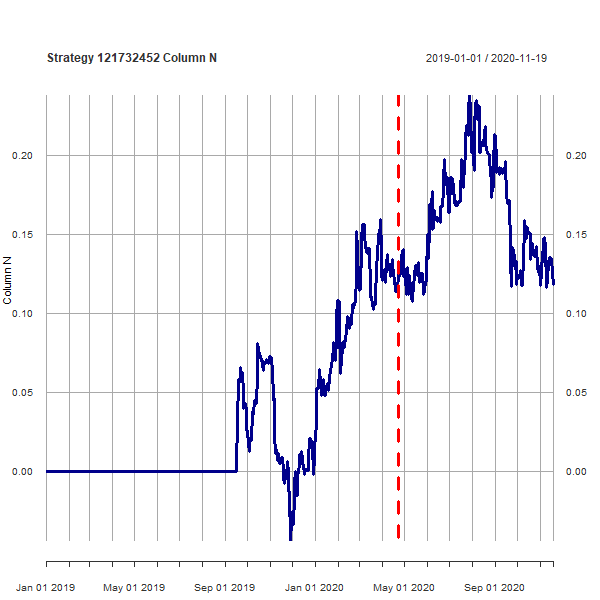 Strategy 121732452 Column N
2019-01-01 / 2020-11-19
Column N
0.20
0.15
0.10
0.05
0.00
0.20
0.15
0.10
0.05
0.00
Jan 01 2019
May 01 2019
Sep 01 2019
Jan 01 2020
May 01 2020
Sep 01 2020